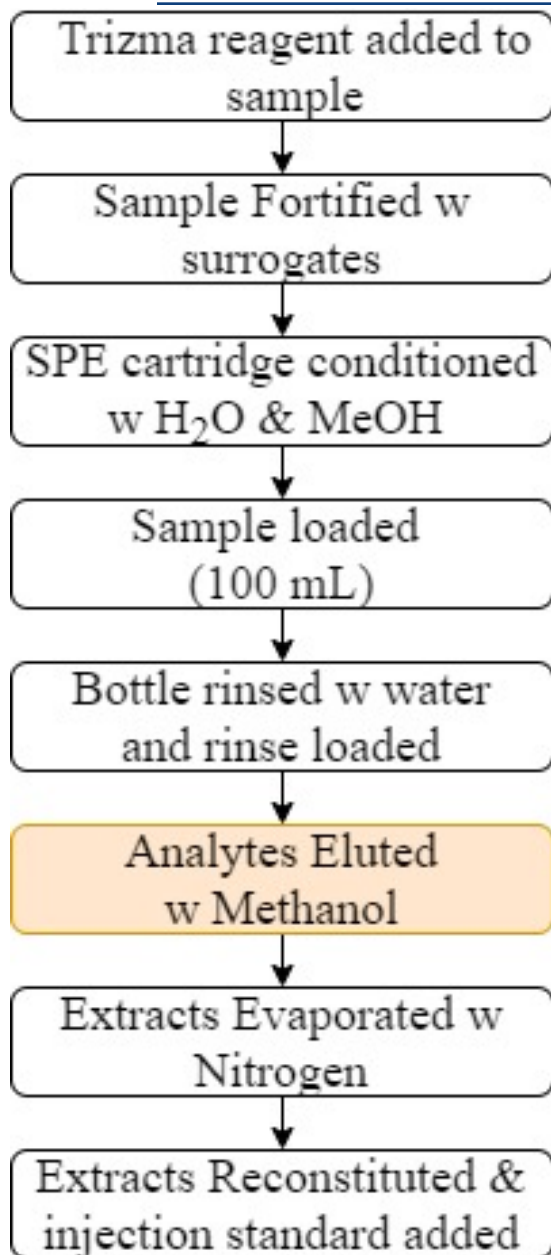 Trizma reagent added to
sample
Sample Fortified w
surrogates
SPE cartridge conditioned
w H₂O & MeOH
Sample loaded
(100 mL)
Bottle rinsed w water
and rinse loaded
Analytes Eluted
w Methanol
Extracts Evaporated w
Nitrogen
Extracts Reconstituted &
injection standard added